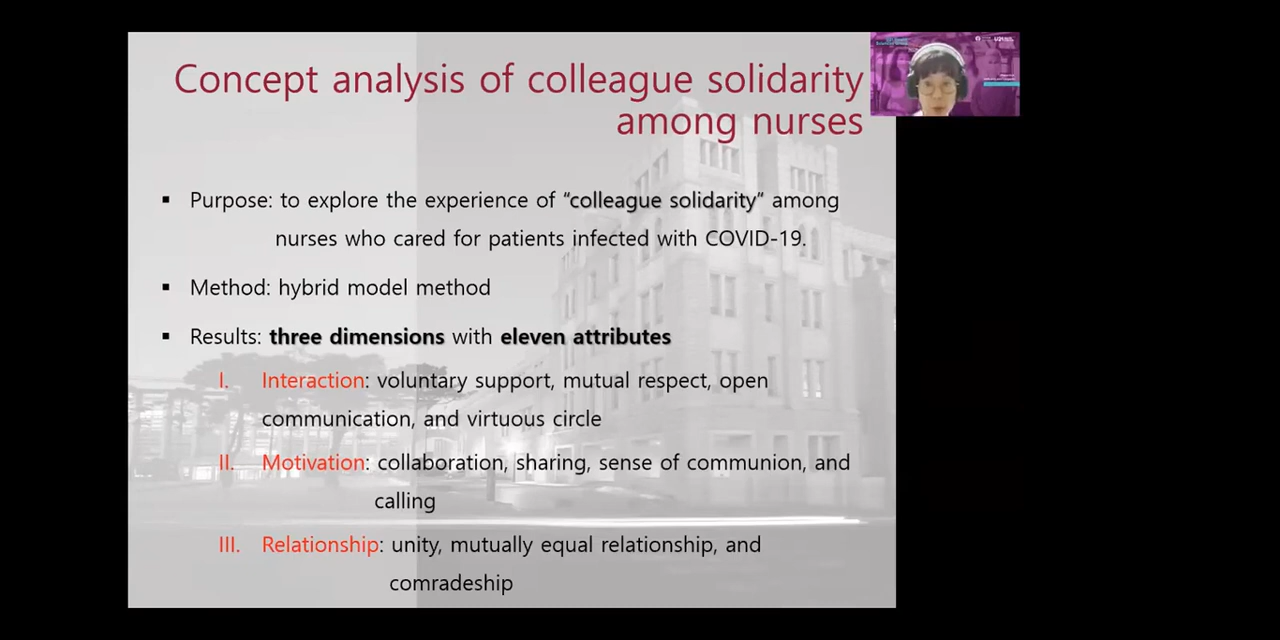 Concept analysis of colleague solidarity
among nurses
▪ Purpose: to explore the experience of “colleague solidarity” among
nurses who cared for patients infected with COVID-19.
▪ Method: hybrid model method
▪ Results: three dimensions with eleven attributes
I. Interaction: voluntary support, mutual respect, open
communication, and virtuous circle
II. Motivation: collaboration, sharing, sense of communion, and
calling
III. Relationship: unity, mutually equal relationship, and
comradeship